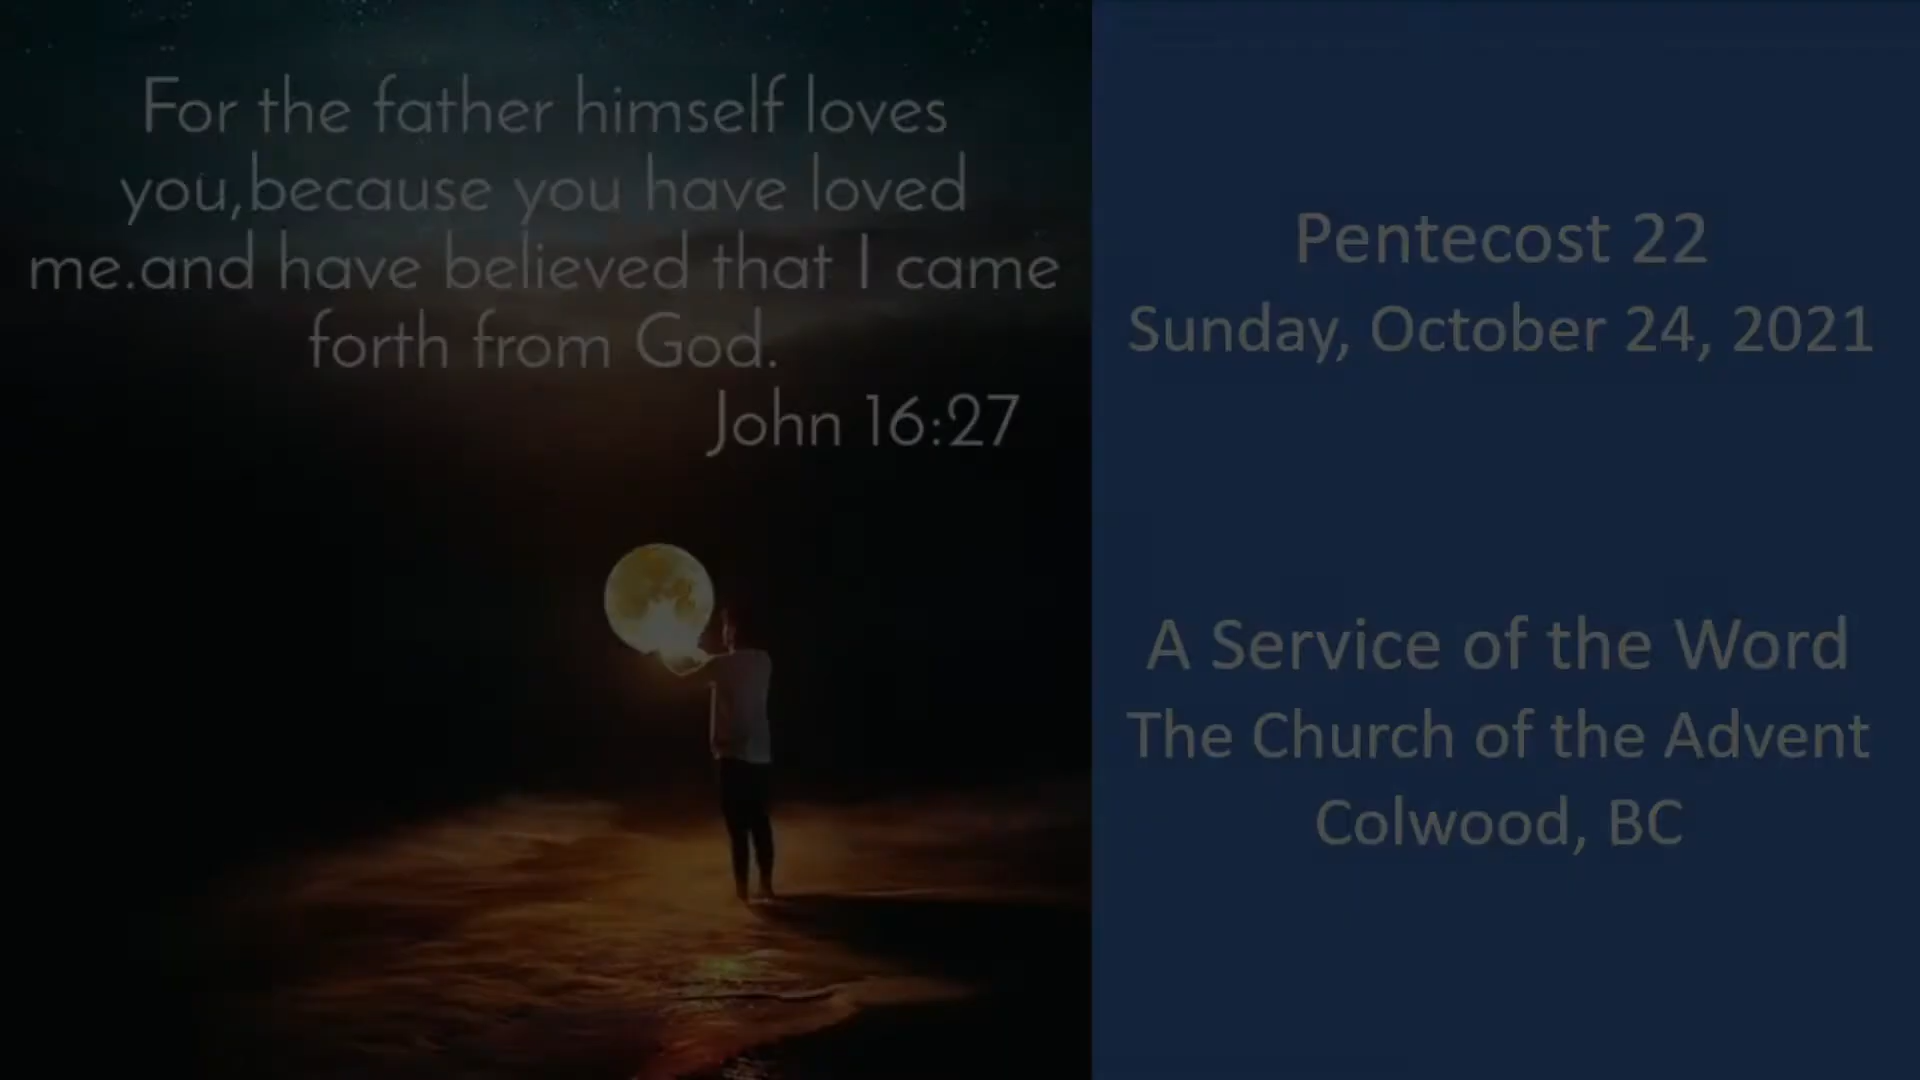 For the father himself loves
you,because you have loved
me.and have believed that I came
forth from God.
John 16:27
Pentecost 22
Sunday, October 24, 2021
A Service of the Word
The Church of the Advent
Colwood, BC